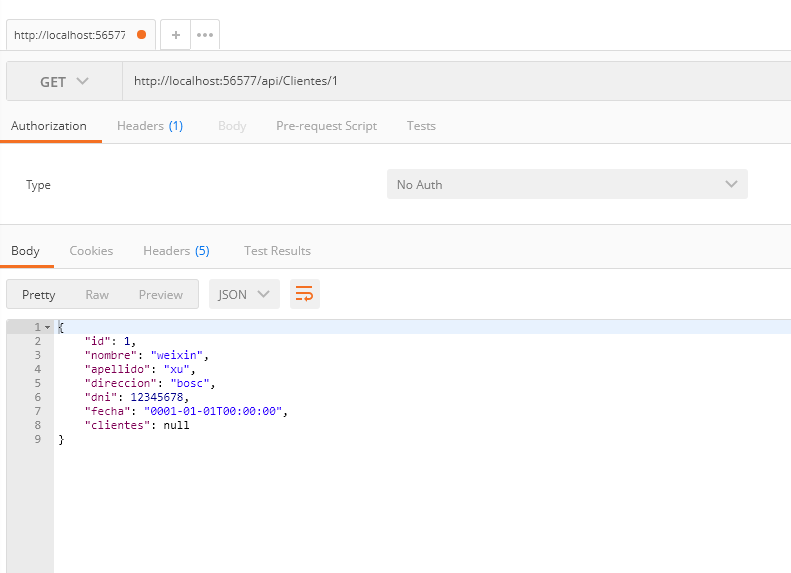 http://localhost:56577
GET http://localhost:56577/api/Clientes/1
Authorization Headers (1) Body Pre-request Script Tests
Type No Auth
Body Cookies Headers (5) Test Results
Pretty Raw Preview JSON
1 {
2 "id": 1,
3 "nombre": "weixin",
4 "apellido": "xu",
5 "direccion": "bosc",
6 "dni": 12345678,
7 "fecha": "0001-01-01T00:00:00",
8 "clientes": null
9 }